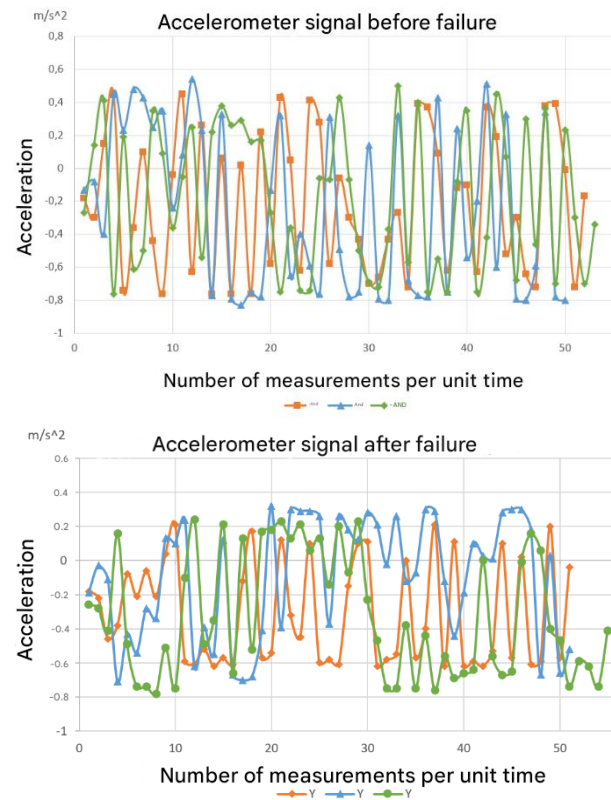 m/s^2
Accelerometer signal before failure
0,6
0,4
0,2
0
-0.2
-0.4
-0.6
-0.8
-1
Acceleration
0 10 20 30 40 50
Number of measurements per unit time
And
-AND
m/s^2
Accelerometer signal after failure
0.6
0.4
0.2
0
-0.2
-0.4
-0.6
-0.8
-1
Acceleration
0 10 20 30 40 50
Number of measurements per unit time
Y Y Y